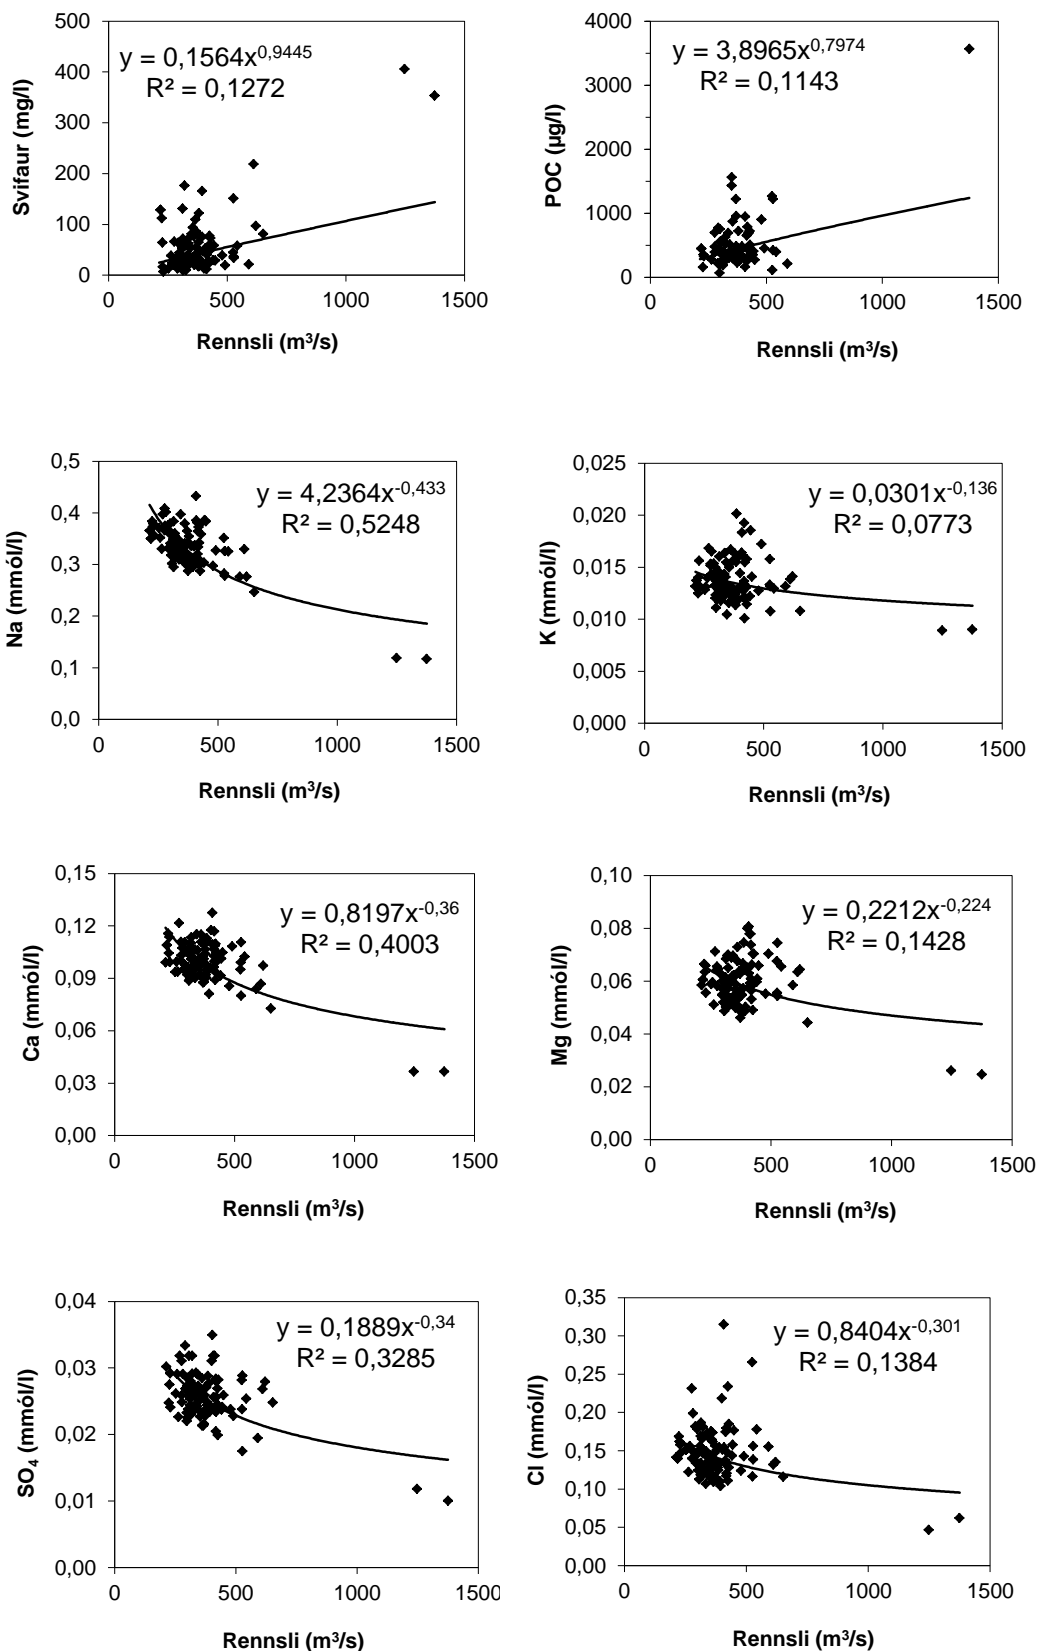 500
400
300
200
100
0
Svifaur (mg/l)
y = 0,1564x^0,9445
R² = 0,1272
0 500 1000 1500
Rennsli (m³/s)
4000
3000
2000
1000
0
POC (µg/l)
y = 3,8965x^0,7974
R² = 0,1143
0 500 1000 1500
Rennsli (m³/s)
0,5
0,4
0,3
0,2
0,1
0,0
Na (mmól/l)
y = 4,2364x^-0,433
R² = 0,5248
0 500 1000 1500
Rennsli (m³/s)
0,025
0,020
0,015
0,010
0,005
0,000
K (mmól/l)
y = 0,0301x^-0,136
R² = 0,0773
0 500 1000 1500
Rennsli (m³/s)
0,15
0,12
0,09
0,06
0,03
0,00
Ca (mmól/l)
y = 0,8197x^-0,36
R² = 0,4003
0 500 1000 1500
Rennsli (m³/s)
0,10
0,08
0,06
0,04
0,02
0,00
Mg (mmól/l)
y = 0,2212x^-0,224
R² = 0,1428
0 500 1000 1500
Rennsli (m³/s)
0,04
0,03
0,02
0,01
0,00
SO₄ (mmól/l)
y = 0,1889x^-0,34
R² = 0,3285
0 500 1000 1500
Rennsli (m³/s)
0,35
0,30
0,25
0,20
0,15
0,10
0,05
0,00
Cl (mmól/l)
y = 0,8404x^-0,301
R² = 0,1384
0 500 1000 1500
Rennsli (m³/s)